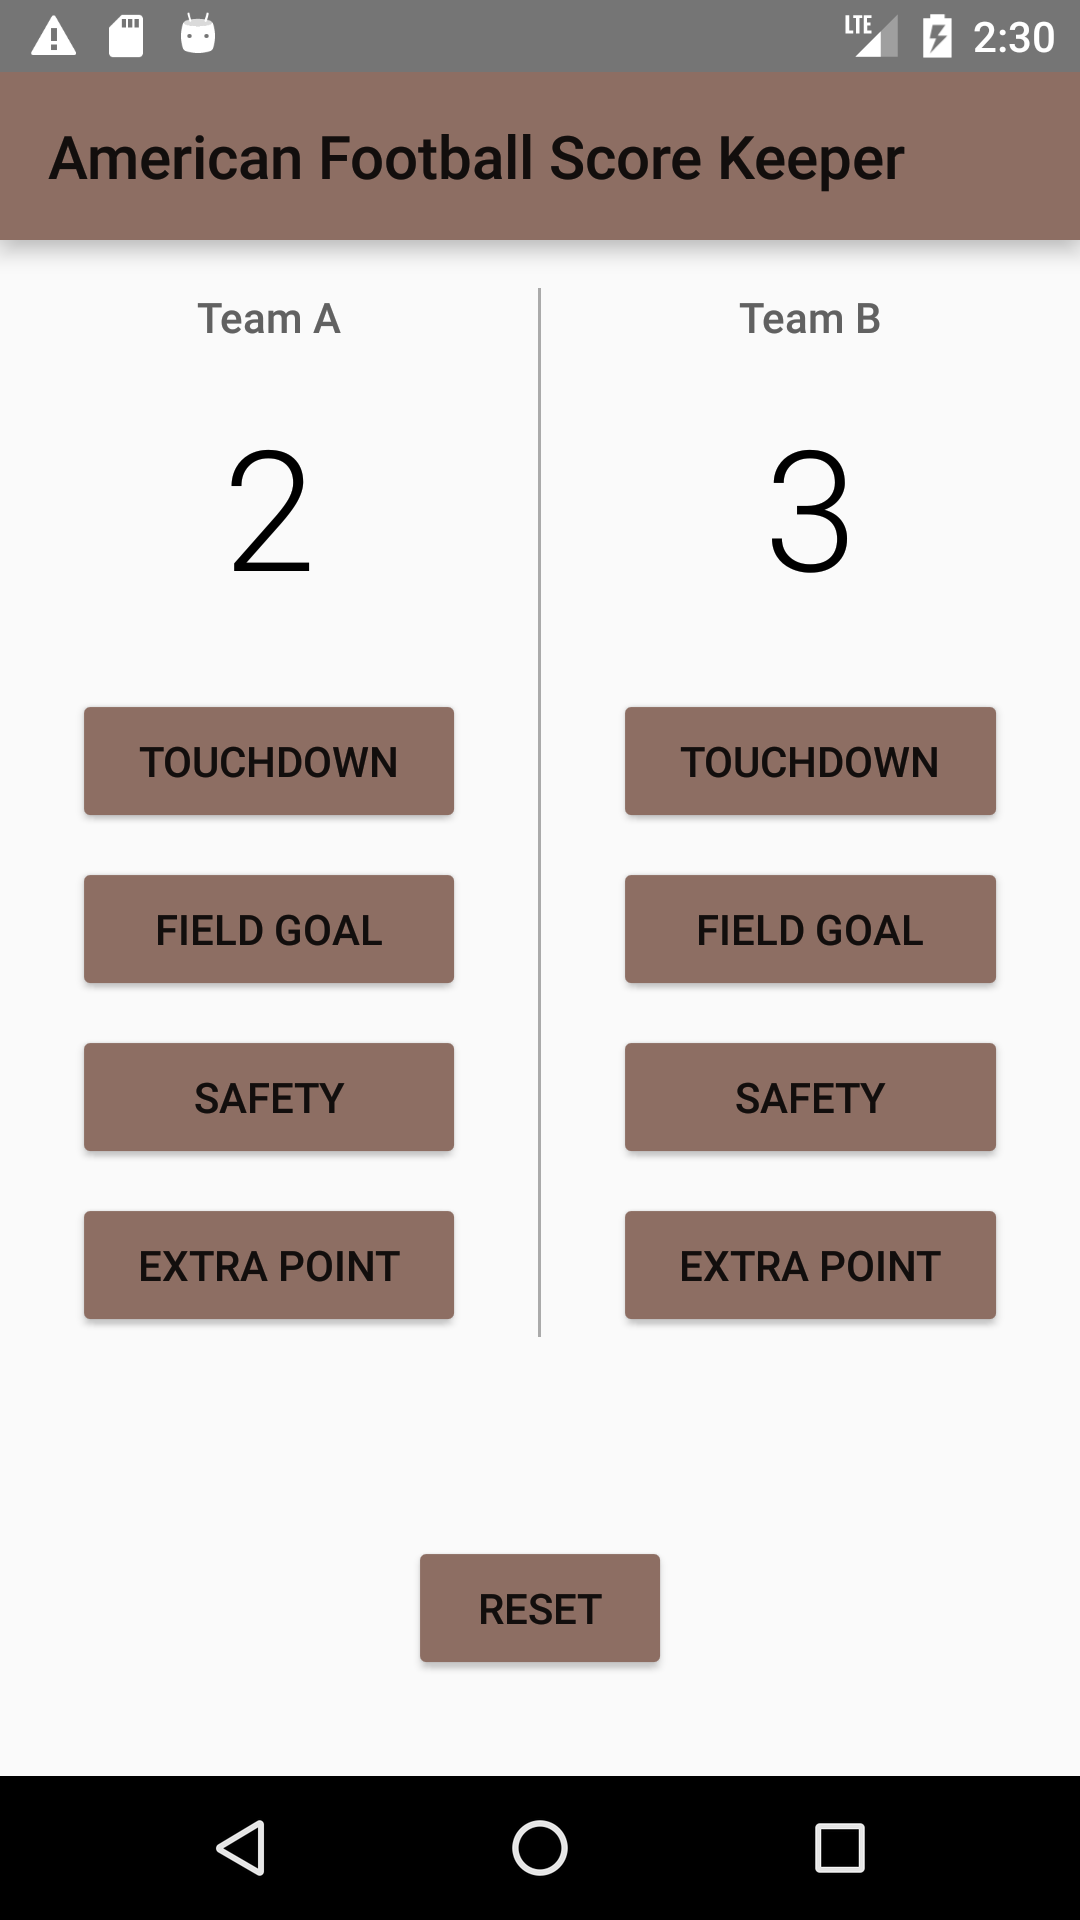 LTE 2:30
American Football Score Keeper
Team A
Team B
2
3
TOUCHDOWN
TOUCHDOWN
FIELD GOAL
FIELD GOAL
SAFETY
SAFETY
EXTRA POINT
EXTRA POINT
RESET